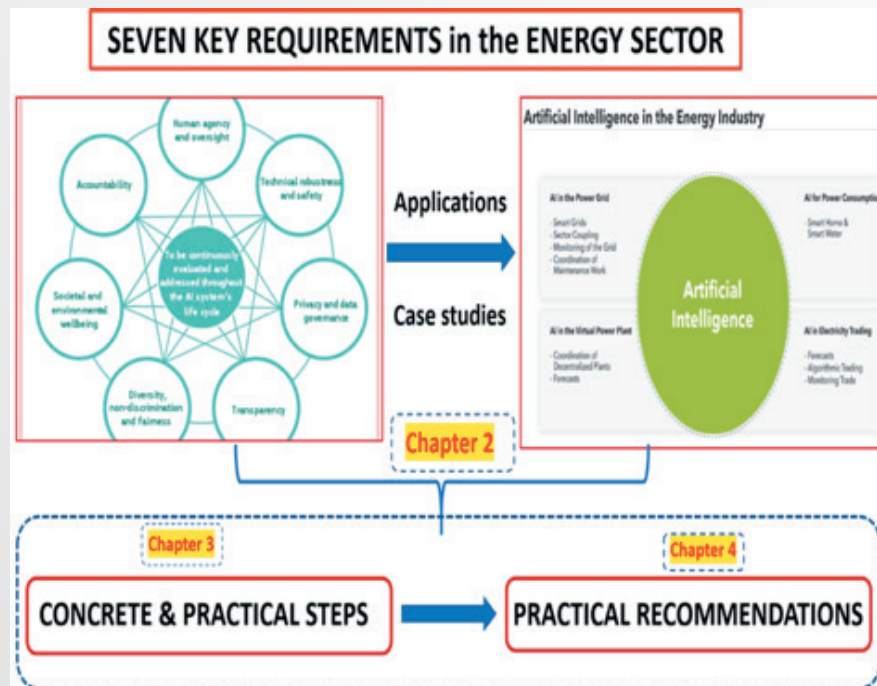 SEVEN KEY REQUIREMENTS in the ENERGY SECTOR
Human agency
and oversight
Technical robustness
and safety
Privacy and data
governance
Transparency
Diversity,
non-discrimination
and fairness
Societal and
environmental
wellbeing
Accountability
To be continuously
evaluated and
addressed throughout
the AI system's
life cycle
Applications
Case studies
Artificial Intelligence in the Energy Industry
AI in the Power Grid
- Smart Grids
- Sector Coupling
- Monitoring of the Grid
- Coordination of
Maintenance Work
AI for Power Consumption
- Smart Home &
Smart Meter
Artificial
Intelligence
AI in the Virtual Power Plant
- Coordination of
Decentralized Plants
- Forecasts
AI in Electricity Trading
- Forecasts
- Algorithmic Trading
- Monitoring Trade
Chapter 2
Chapter 3
Chapter 4
CONCRETE & PRACTICAL STEPS
PRACTICAL RECOMMENDATIONS